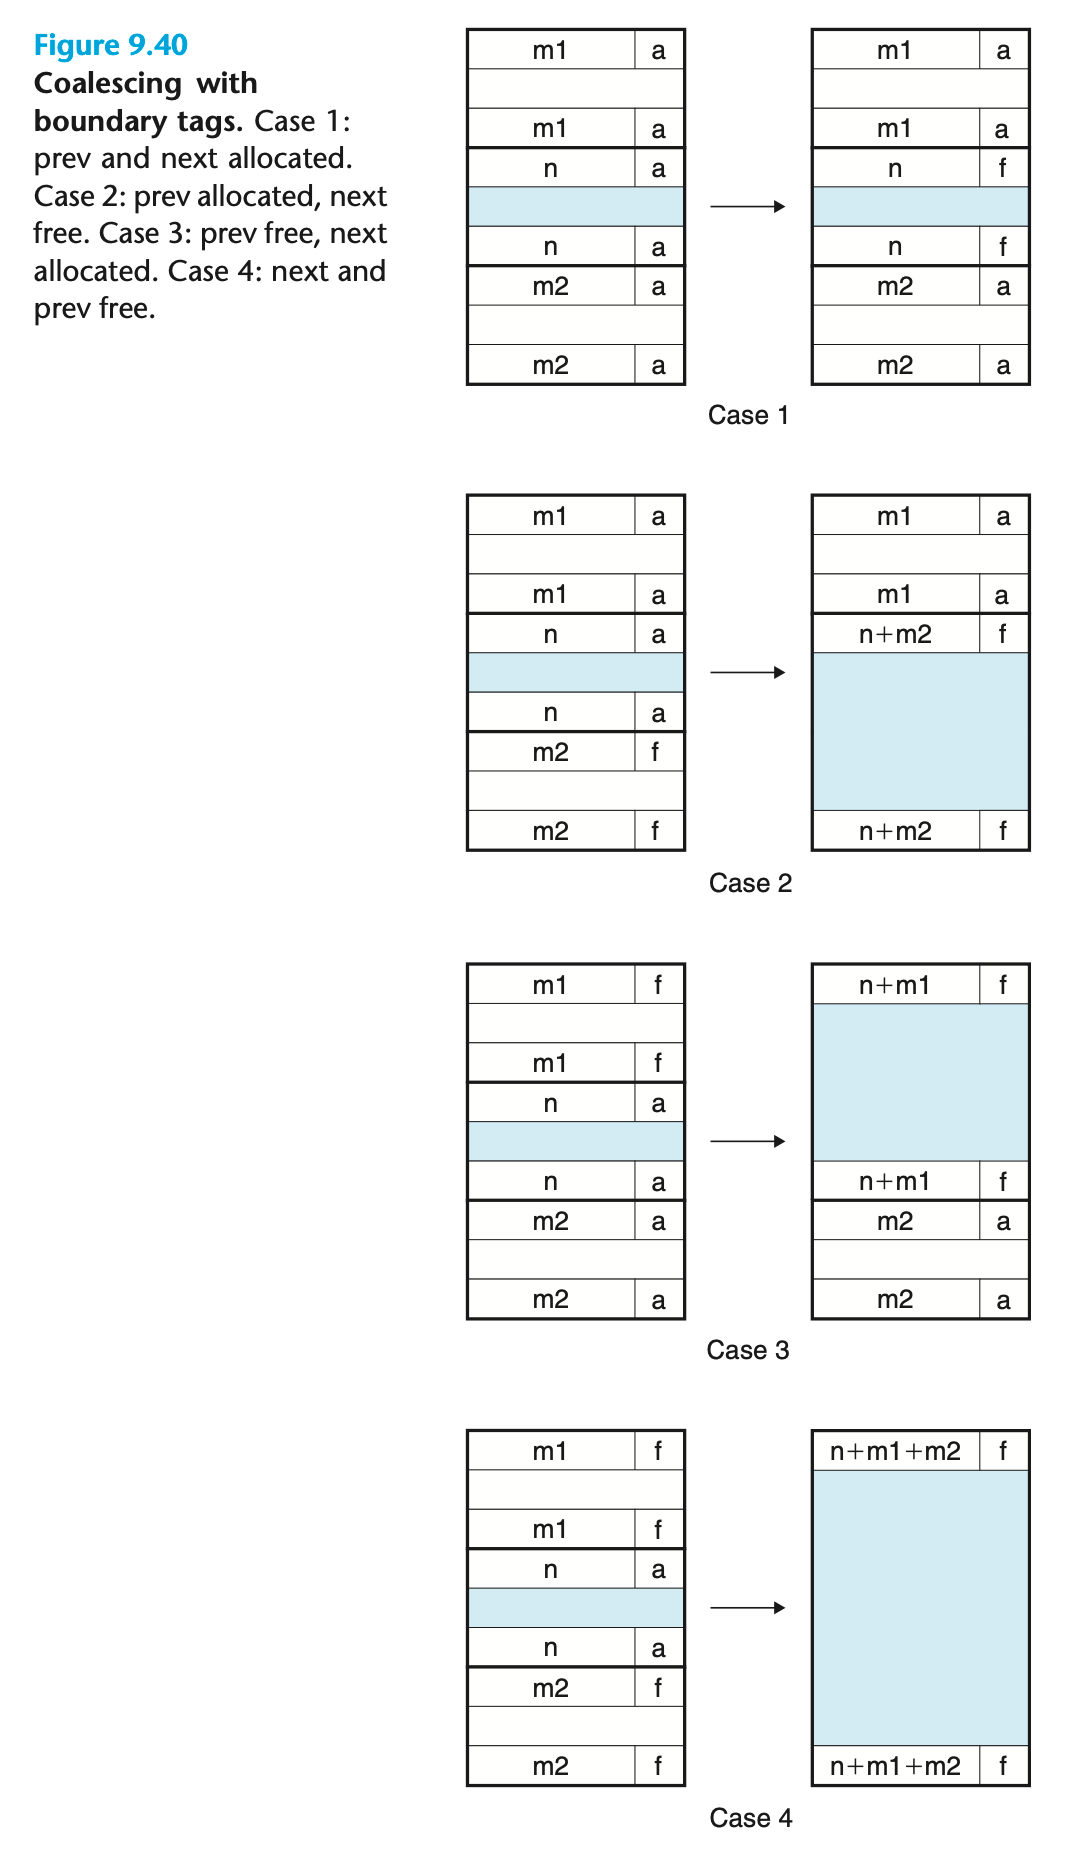 Figure 9.40
Coalescing with
boundary tags. Case 1:
prev and next allocated.
Case 2: prev allocated, next
free. Case 3: prev free, next
allocated. Case 4: next and
prev free.
m1 a m1 a
m1 a m1 a
n a n f
n a n f
m2 a m2 a
m2 a m2 a
Case 1
m1 a m1 a
m1 a m1 a
n a n+m2 f
n a
m2 f
m2 f n+m2 f
Case 2
m1 f n+m1 f
m1 f
n a
n a n+m1 f
m2 a m2 a
m2 a m2 a
Case 3
m1 f n+m1+m2 f
m1 f
n a
n a
m2 f
m2 f n+m1+m2 f
Case 4